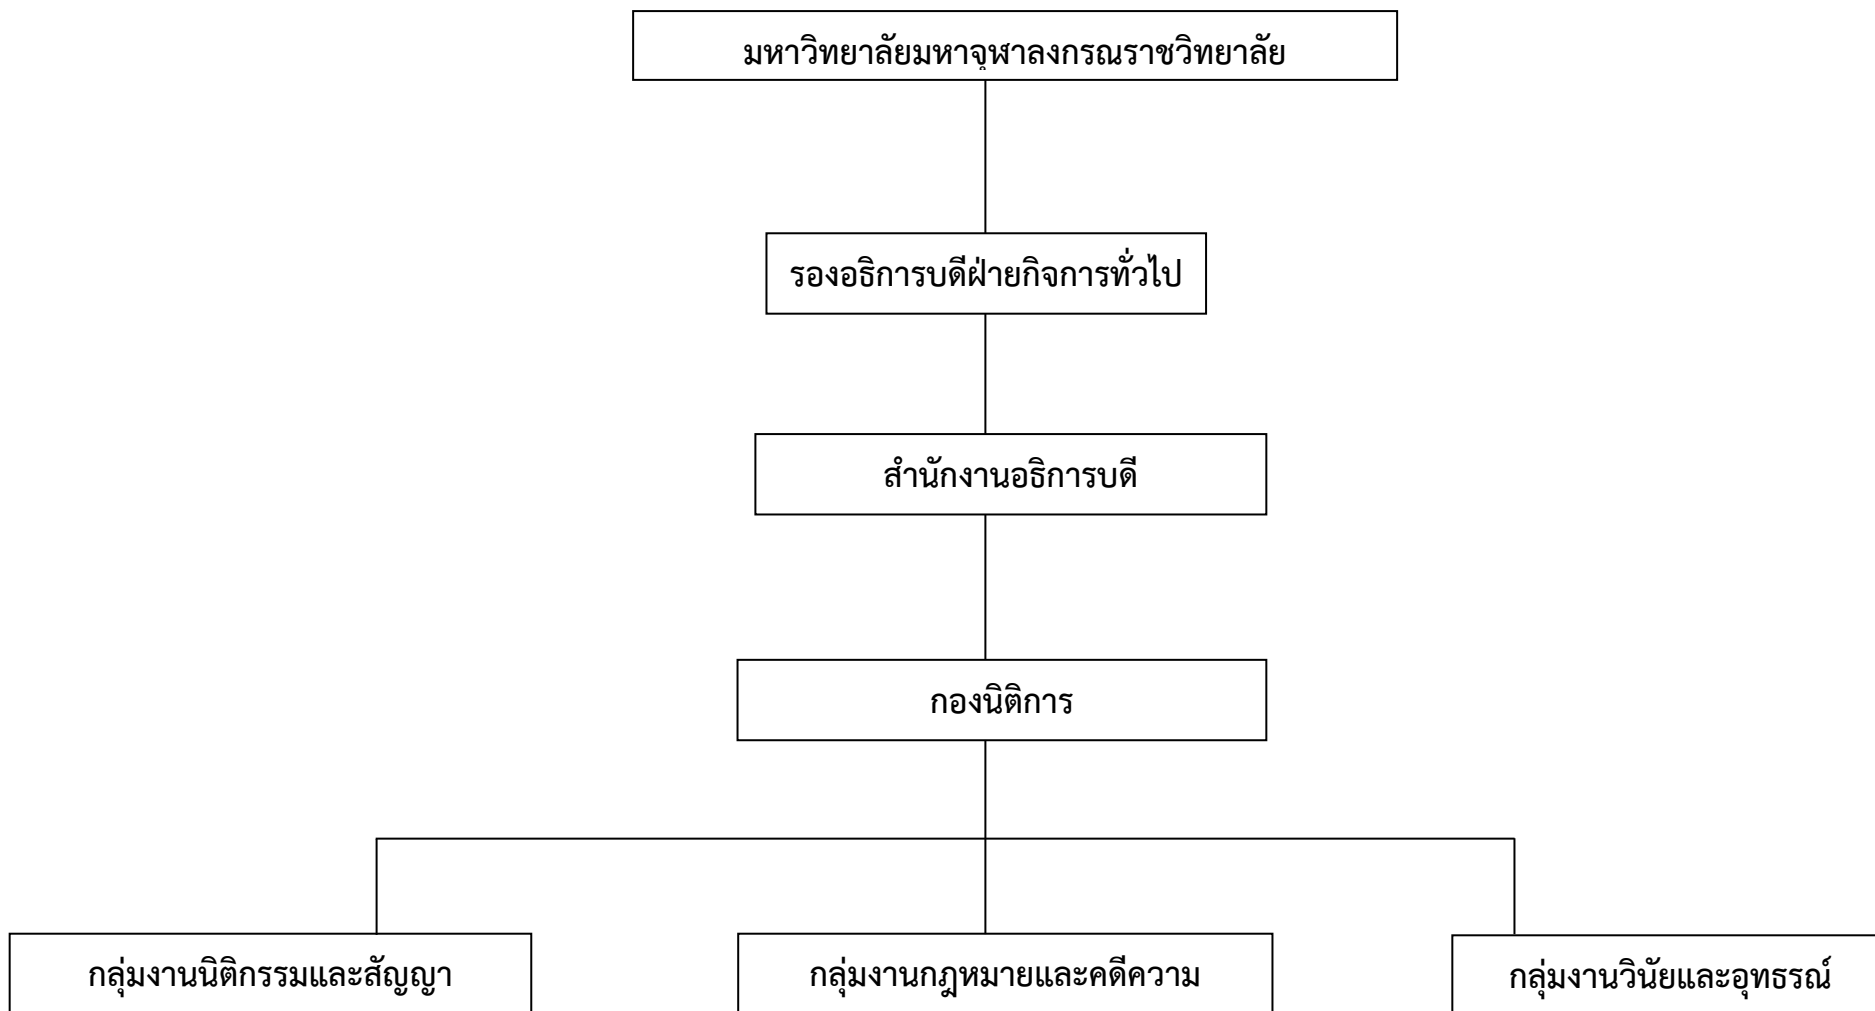 มหาวิทยาลัยมหาจุฬาลงกรณราชวิทยาลัย
รองอธิการบดีฝ่ายกิจการทั่วไป
สำนักงานอธิการบดี
กองนิติการ
กลุ่มงานนิติกรรมและสัญญา
กลุ่มงานกฎหมายและคดีความ
กลุ่มงานวินัยและอุทธรณ์